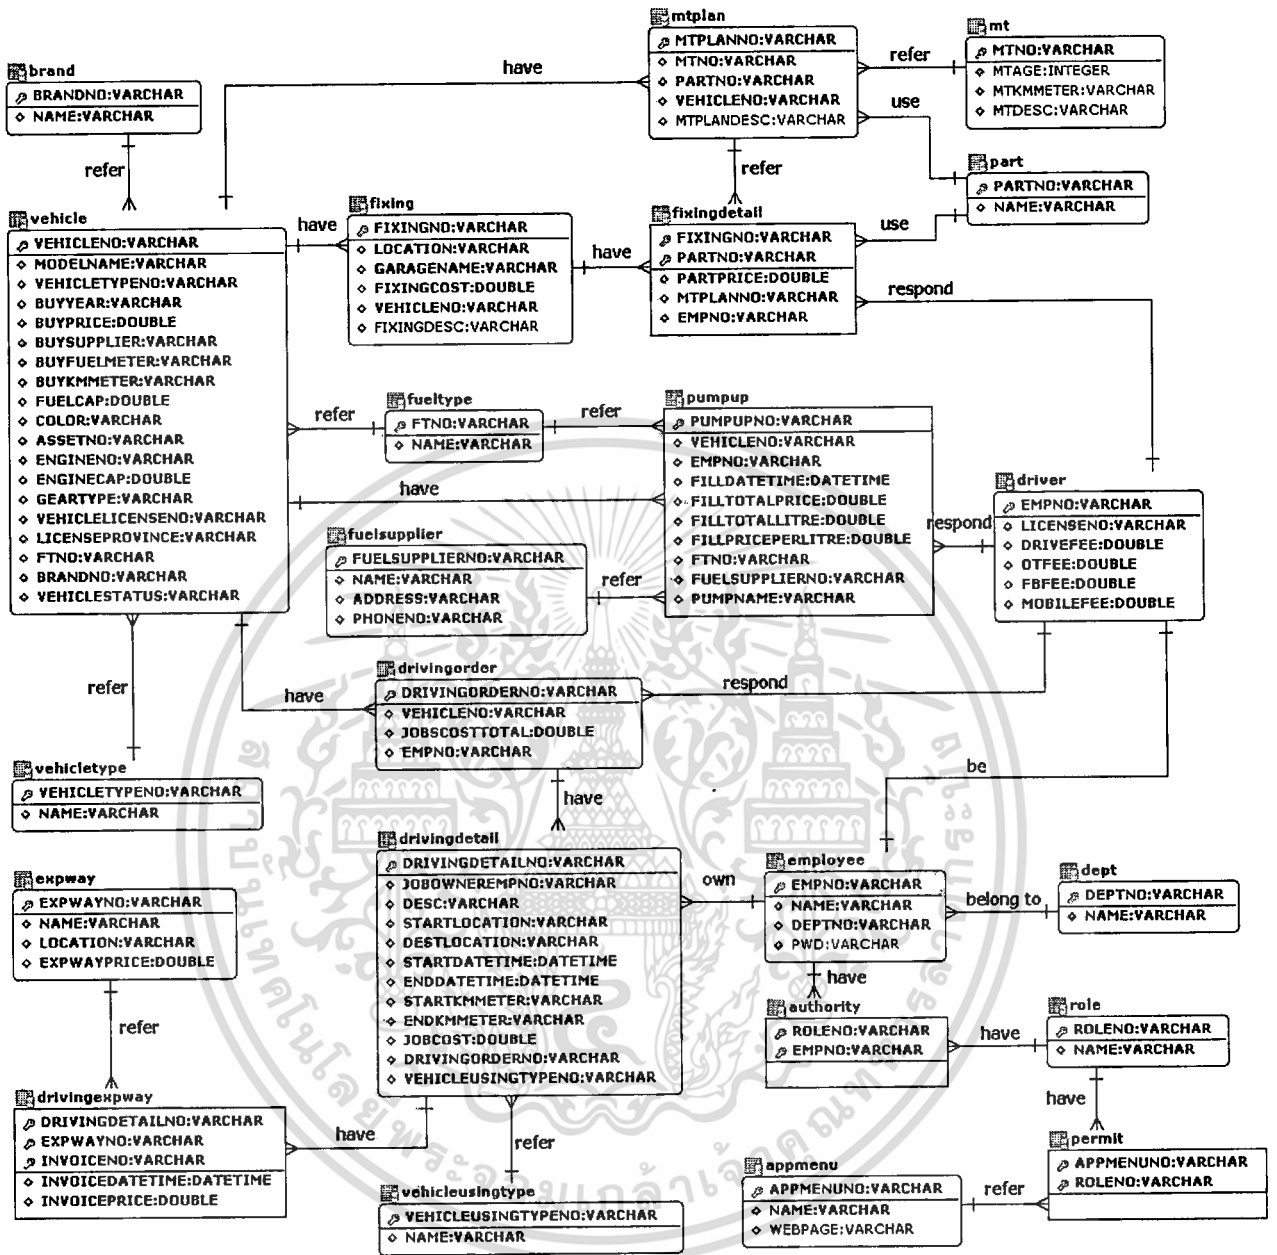 brand
BRANDNO:VARCHAR
NAME:VARCHAR
refer
have
mtplan
MTPLANNO:VARCHAR
MTNO:VARCHAR
PARTNO:VARCHAR
VEHICLENO:VARCHAR
MTPLANDESC:VARCHAR
refer
mt
MTNO:VARCHAR
MTAGE:INTEGER
MTKMMETER:VARCHAR
MTDESC:VARCHAR
use
refer
part
PARTNO:VARCHAR
NAME:VARCHAR
vehicle
VEHICLENO:VARCHAR
MODELNAME:VARCHAR
VEHICLETYPENO:VARCHAR
BUYYEAR:VARCHAR
BUYPRICE:DOUBLE
BUYSUPPLIER:VARCHAR
BUYFUELMETER:VARCHAR
BUYKMMETER:VARCHAR
FUELCAP:DOUBLE
COLOR:VARCHAR
ASSETNO:VARCHAR
ENGINENO:VARCHAR
ENGINECAP:DOUBLE
GEARTYPE:VARCHAR
VEHICLELICENSENO:VARCHAR
LICENSEPROVINCE:VARCHAR
FTNO:VARCHAR
BRANDNO:VARCHAR
VEHICLESTATUS:VARCHAR
have
fixing
FIXINGNO:VARCHAR
LOCATION:VARCHAR
GARAGENAME:VARCHAR
FIXINGCOST:DOUBLE
VEHICLENO:VARCHAR
FIXINGDESC:VARCHAR
have
fixingdetail
FIXINGNO:VARCHAR
PARTNO:VARCHAR
PARTPRICE:DOUBLE
MTPLANNO:VARCHAR
EMPNO:VARCHAR
use
respond
refer
fueltype
FTNO:VARCHAR
NAME:VARCHAR
refer
have
pumpup
PUMPUPNO:VARCHAR
VEHICLENO:VARCHAR
EMPNO:VARCHAR
FILLDATETIME:DATETIME
FILLTOTALPRICE:DOUBLE
FILLTOTALLITRE:DOUBLE
FILLPRICEPERLITRE:DOUBLE
FTNO:VARCHAR
FUELSUPPLIERNO:VARCHAR
PUMPNAME:VARCHAR
respond
driver
EMPNO:VARCHAR
LICENSENO:VARCHAR
DRIVEFEE:DOUBLE
OTFEE:DOUBLE
FBFEE:DOUBLE
MOBILEFEE:DOUBLE
fuelsupplier
FUELSUPPLIERNO:VARCHAR
NAME:VARCHAR
ADDRESS:VARCHAR
PHONENO:VARCHAR
refer
refer
have
drivingorder
DRIVINGORDERNO:VARCHAR
VEHICLENO:VARCHAR
JOBSCOSTTOTAL:DOUBLE
EMPNO:VARCHAR
respond
be
have
vehicletype
VEHICLETYPENO:VARCHAR
NAME:VARCHAR
drivingdetail
DRIVINGDETAILNO:VARCHAR
JOBOWNEREMPNO:VARCHAR
DESC:VARCHAR
STARTLOCATION:VARCHAR
DESTLOCATION:VARCHAR
STARTDATETIME:DATETIME
ENDDATETIME:DATETIME
STARTKMMETER:VARCHAR
ENDKMMETER:VARCHAR
JOBCOST:DOUBLE
DRIVINGORDERNO:VARCHAR
VEHICLEUSINGTYPENO:VARCHAR
own
employee
EMPNO:VARCHAR
NAME:VARCHAR
DEPTNO:VARCHAR
PWD:VARCHAR
belong to
dept
DEPTNO:VARCHAR
NAME:VARCHAR
have
expway
EXPWAYNO:VARCHAR
NAME:VARCHAR
LOCATION:VARCHAR
EXPWAYPRICE:DOUBLE
refer
authority
ROLENO:VARCHAR
EMPNO:VARCHAR
have
role
ROLENO:VARCHAR
NAME:VARCHAR
have
drivingexpway
DRIVINGDETAILNO:VARCHAR
EXPWAYNO:VARCHAR
INVOICENO:VARCHAR
INVOICEDATETIME:DATETIME
INVOICEPRICE:DOUBLE
have
refer
vehicleusingtype
VEHICLEUSINGTYPENO:VARCHAR
NAME:VARCHAR
appmenu
APPMENUNO:VARCHAR
NAME:VARCHAR
WEBPAGE:VARCHAR
refer
permit
APPMENUNO:VARCHAR
ROLENO:VARCHAR